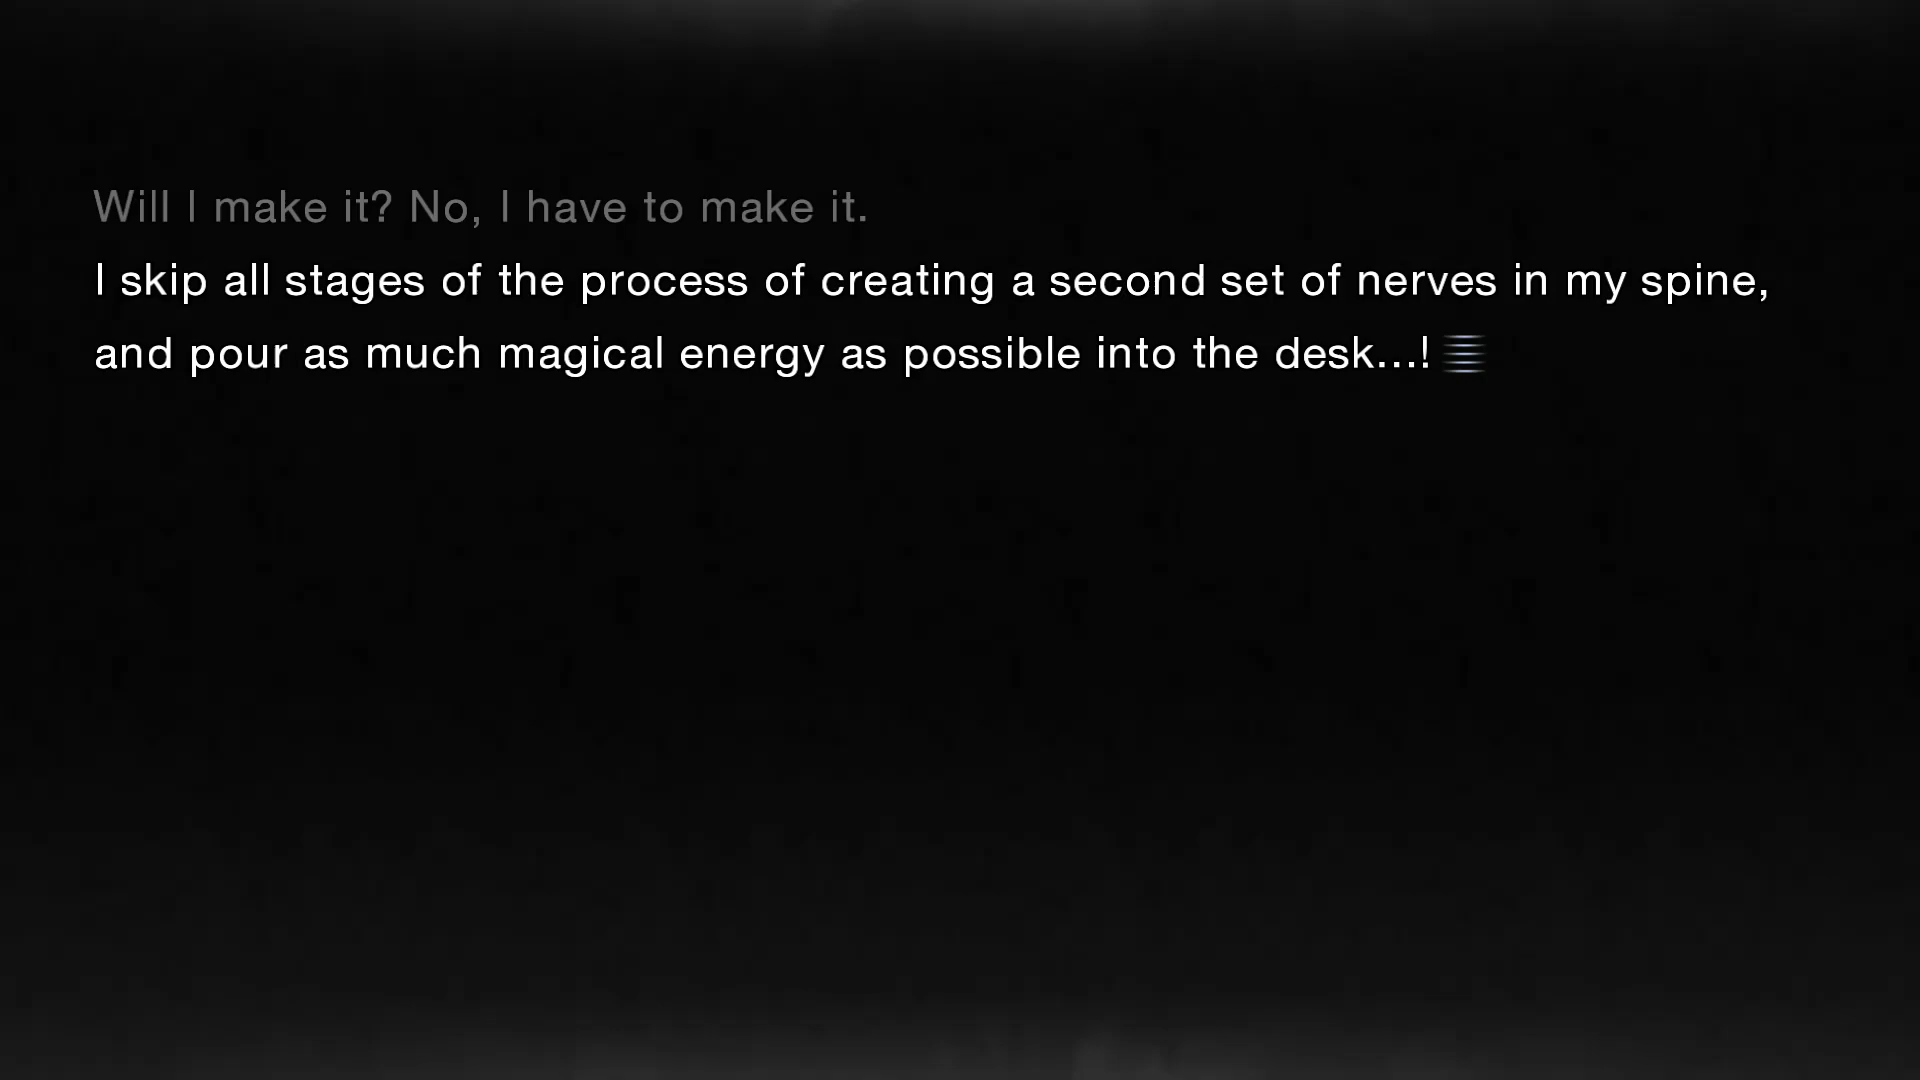 Will I make it? No, I have to make it.
I skip all stages of the process of creating a second set of nerves in my spine,
and pour as much magical energy as possible into the desk...!